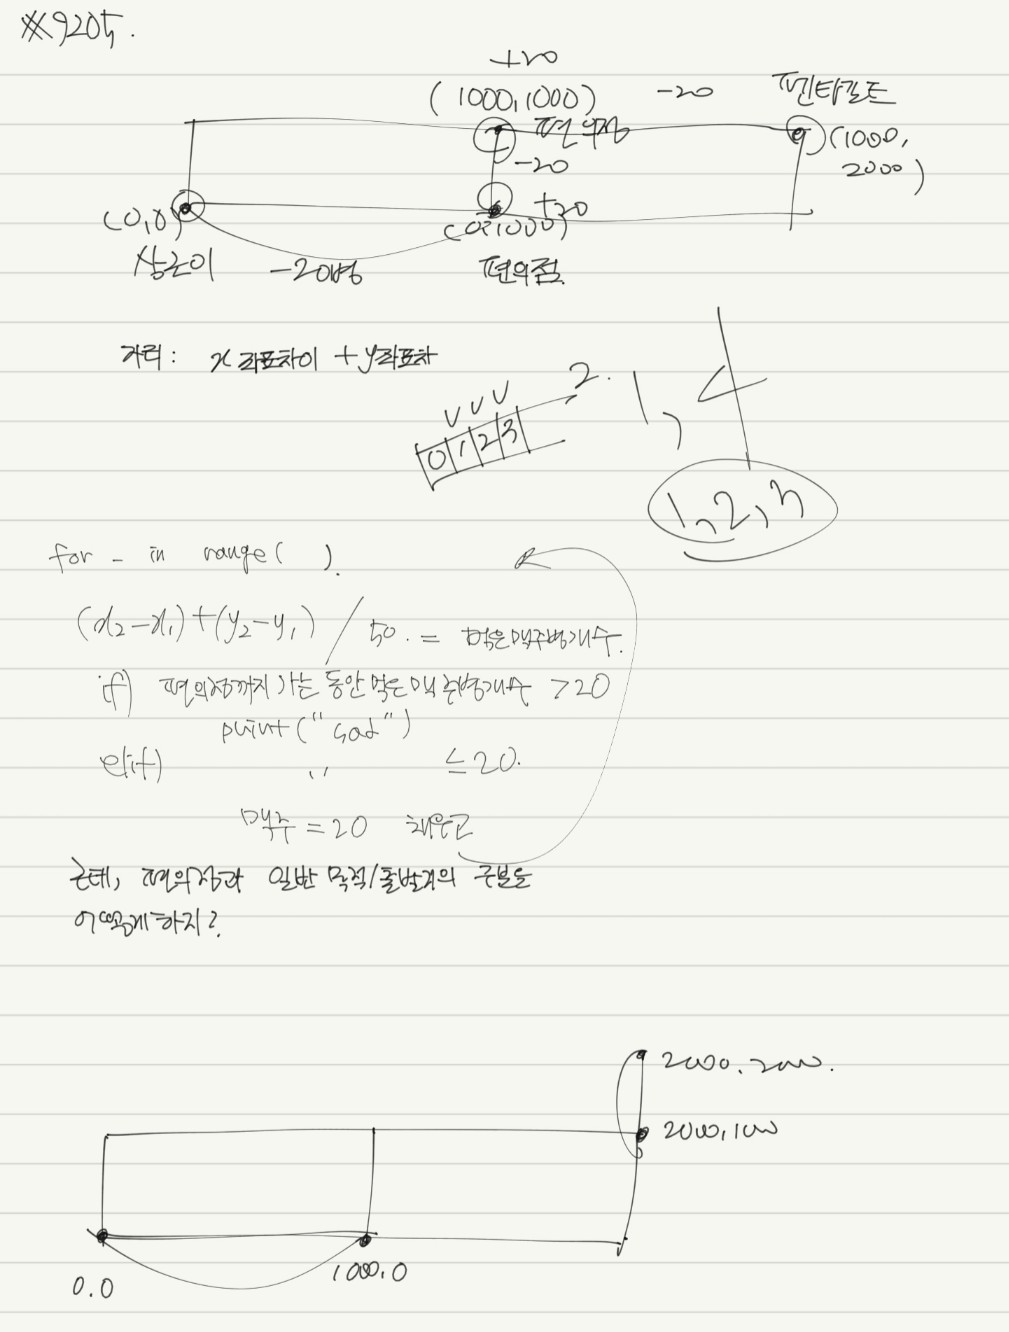 ※9205.
+20
(1000,1000) -20 펜타포트
편의점 (1000, 2000)
-20
(0,0) +20
(0,1000)
상근이 -20병 편의점
거리: x좌표차이 + y좌표차
2. 1, 4
V V V
0 1 2 3
1, 2, 3
for _ in range( ).
(x₂-x₁)+(y₂-y₁) / 50. = 먹은맥주병개수.
if) 편의점까지 가는 동안 먹은 맥주병개수 >20
print("sad")
elif) " ≤20.
맥주 =20 채우고
근데, 편의점과 일반 목적/출발지의 구분을
어떻게하지?
2000.2000.
2000,1000
1000.0
0.0